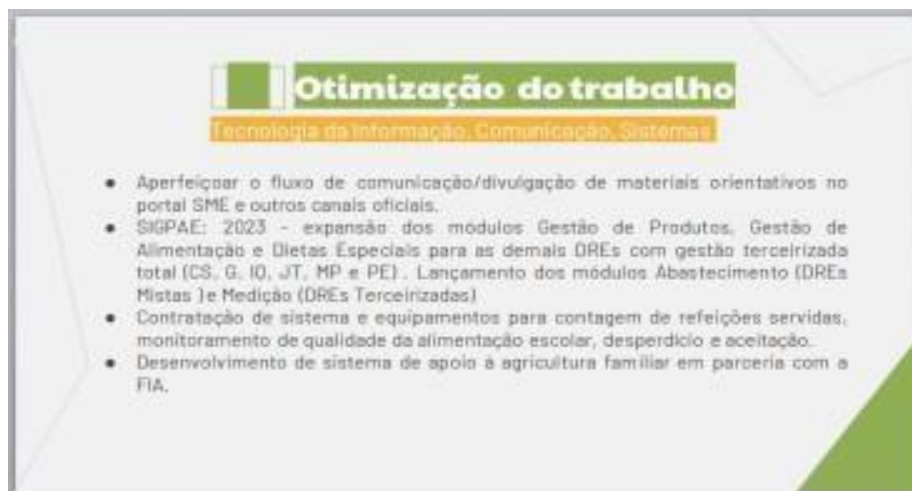 Otimização do trabalho
Tecnologia da Informação, Comunicação, Sistemas
● Aperfeiçoar o fluxo de comunicação/divulgação de materiais orientativos no
portal SME e outros canais oficiais.
● SIGPAE: 2023 - expansão dos módulos Gestão de Produtos, Gestão de
Alimentação e Dietas Especiais para as demais DREs com gestão terceirizada
total (CS, G, IQ, JT, MP e PE) . Lançamento dos módulos Abastecimento (DREs
Mistas ) e Medição (DREs Terceirizadas)
● Contratação de sistema e equipamentos para contagem de refeições servidas,
monitoramento de qualidade da alimentação escolar, desperdício e aceitação.
● Desenvolvimento de sistema de apoio à agricultura familiar em parceria com a
FIA.